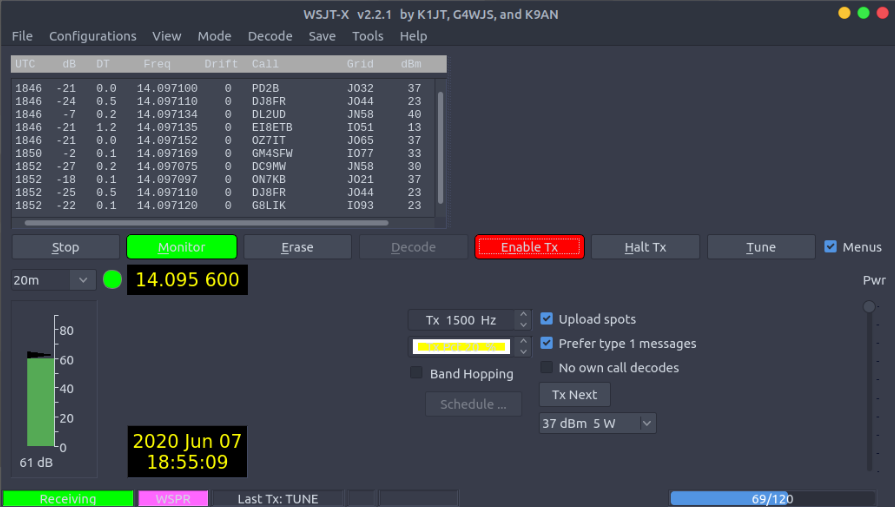 WSJT-X v2.2.1 by K1JT, G4WJS, and K9AN
File Configurations View Mode Decode Save Tools Help
UTC dB DT Freq Drift Call Grid dBm
1846 -21 0.0 14.097100 0 PD2B JO32 37
1846 -24 0.5 14.097110 0 DJ8FR JO44 23
1846 -7 0.2 14.097134 0 DL2UD JN58 40
1846 -21 1.2 14.097135 0 EI8ETB IO51 13
1846 -21 0.0 14.097152 0 OZ7IT JO65 37
1850 -2 0.1 14.097169 0 GM4SFW IO77 33
1852 -27 0.2 14.097075 0 DC9MW JN58 30
1852 -18 0.1 14.097097 0 ON7KB JO21 37
1852 -25 0.5 14.097110 0 DJ8FR JO44 23
1852 -22 0.1 14.097120 0 G8LIK IO93 23
Stop Monitor Erase Decode Enable Tx Halt Tx Tune Menus
20m 14.095 600 Pwr
Tx 1500 Hz Upload spots
80
Prefer type 1 messages
60
Band Hopping No own call decodes
40
Schedule ... Tx Next
20
37 dBm 5 W
0
61 dB
2020 Jun 07
18:55:09
Receiving WSPR Last Tx: TUNE 69/120